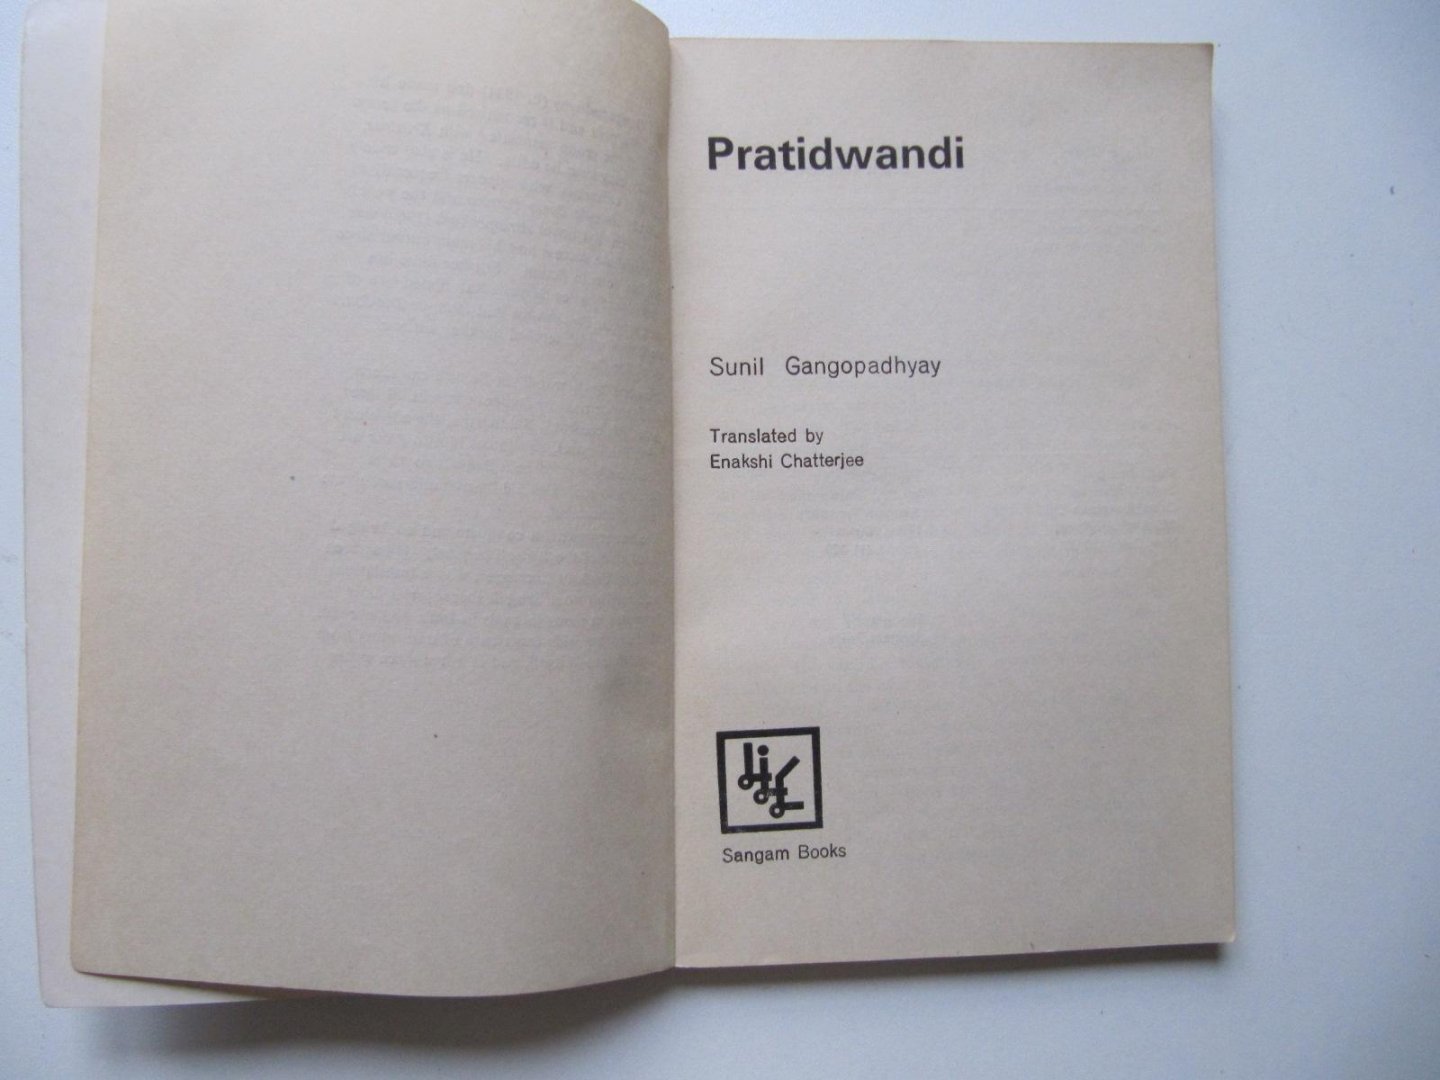 Pratidwandi
Sunil Gangopadhyay
Translated by
Enakshi Chatterjee
Sangam Books